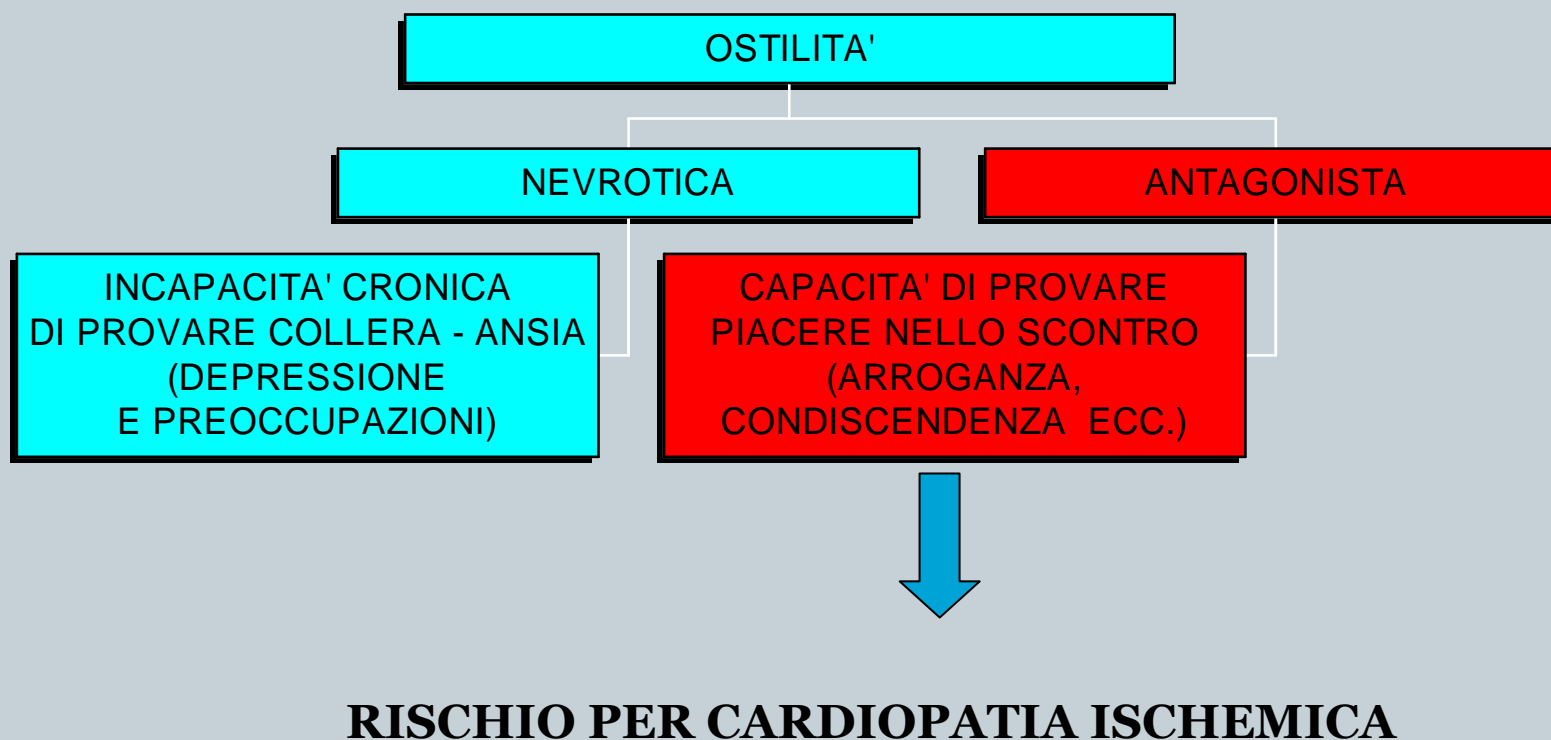 OSTILITA'
NEVROTICA
ANTAGONISTA
INCAPACITA' CRONICA
DI PROVARE COLLERA - ANSIA
(DEPRESSIONE
E PREOCCUPAZIONI)
CAPACITA' DI PROVARE
PIACERE NELLO SCONTRO
(ARROGANZA,
CONDISCENDENZA ECC.)
RISCHIO PER CARDIOPATIA ISCHEMICA